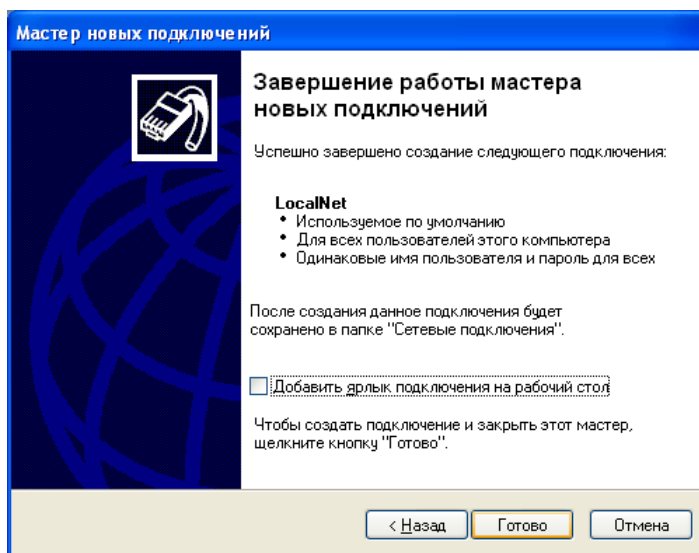 Мастер новых подключений
Завершение работы мастера
новых подключений
Успешно завершено создание следующего подключения:
LocalNet
• Используемое по умолчанию
• Для всех пользователей этого компьютера
• Одинаковые имя пользователя и пароль для всех
После создания данное подключения будет
сохранено в папке "Сетевые подключения".
Добавить ярлык подключения на рабочий стол
Чтобы создать подключение и закрыть этот мастер,
щелкните кнопку "Готово".
< Назад Готово Отмена